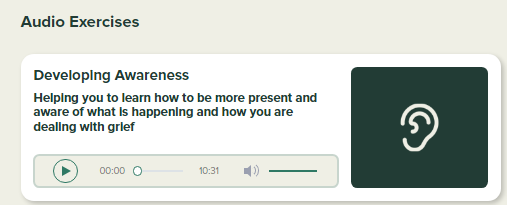 Audio Exercises
Developing Awareness
Helping you to learn how to be more present and
aware of what is happening and how you are
dealing with grief
00:00
10:31